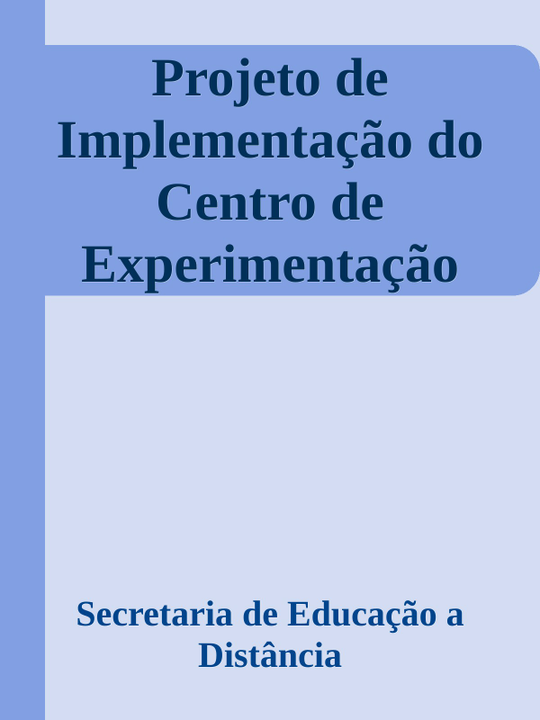 Projeto de
Implementação do
Centro de
Experimentação
Secretaria de Educação a
Distância